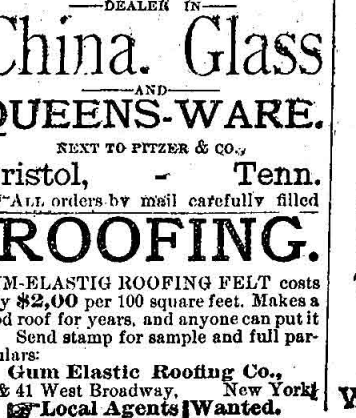 DEALER IN
China. Glass
AND
QUEENS-WARE.
NEXT TO PITZER & CO.,
ristol, - Tenn.
ALL orders by mail carefully filled
ROOFING.
M-ELASTIC ROOFING FELT costs
y $2,00 per 100 square feet. Makes a
d roof for years, and anyone can put it
Send stamp for sample and full par-
lars:
Gum Elastic Roofing Co.,
& 41 West Broadway, New York
Local Agents Wanted.